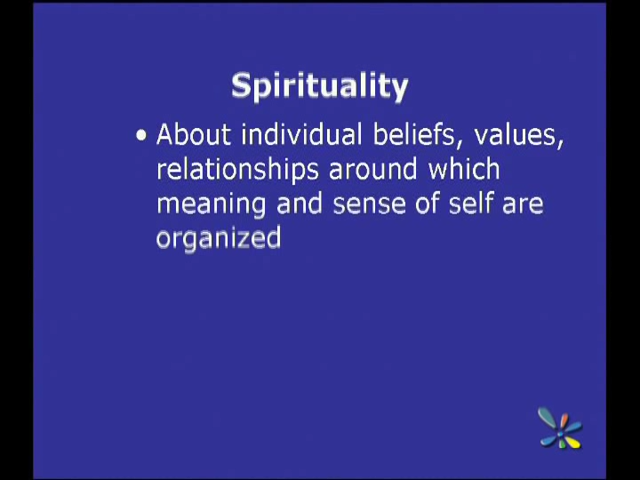 Spirituality
• About individual beliefs, values,
relationships around which
meaning and sense of self are
organized